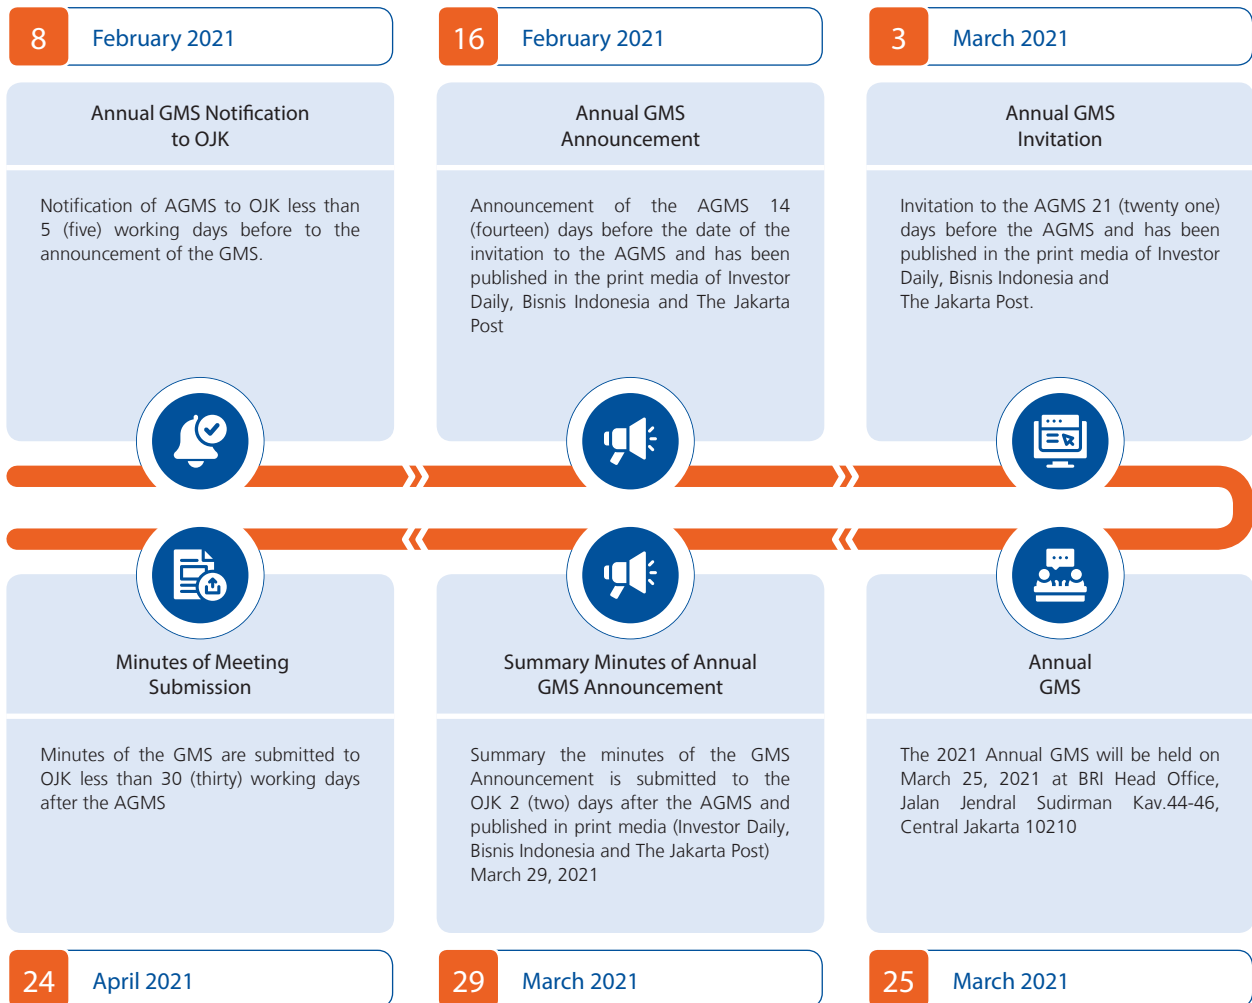 8 February 2021
Annual GMS Notification
to OJK
Notification of AGMS to OJK less than
5 (five) working days before to the
announcement of the GMS.
16 February 2021
Annual GMS
Announcement
Announcement of the AGMS 14
(fourteen) days before the date of the
invitation to the AGMS and has been
published in the print media of Investor
Daily, Bisnis Indonesia and The Jakarta
Post
3 March 2021
Annual GMS
Invitation
Invitation to the AGMS 21 (twenty one)
days before the AGMS and has been
published in the print media of Investor
Daily, Bisnis Indonesia and
The Jakarta Post.
Annual
GMS
The 2021 Annual GMS will be held on
March 25, 2021 at BRI Head Office,
Jalan Jendral Sudirman Kav.44-46,
Central Jakarta 10210
25 March 2021
Summary Minutes of Annual
GMS Announcement
Summary the minutes of the GMS
Announcement is submitted to the
OJK 2 (two) days after the AGMS and
published in print media (Investor Daily,
Bisnis Indonesia and The Jakarta Post)
March 29, 2021
29 March 2021
Minutes of Meeting
Submission
Minutes of the GMS are submitted to
OJK less than 30 (thirty) working days
after the AGMS
24 April 2021